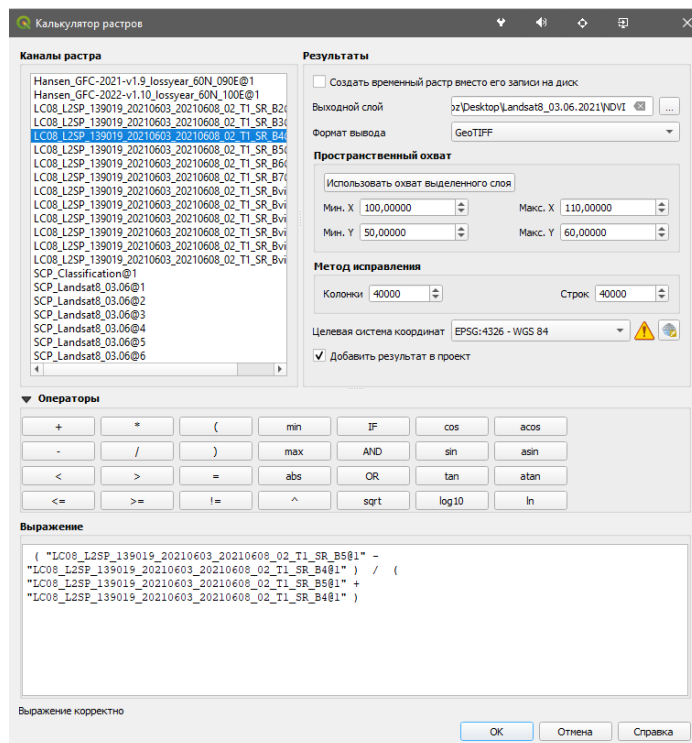 Калькулятор растров
Каналы растра
Hansen_GFC-2021-v1.9_lossyear_60N_090E@1
Hansen_GFC-2022-v1.10_lossyear_60N_100E@1
LC08_L2SP_139019_20210603_20210608_02_T1_SR_B2
LC08_L2SP_139019_20210603_20210608_02_T1_SR_B3
LC08_L2SP_139019_20210603_20210608_02_T1_SR_B4
LC08_L2SP_139019_20210603_20210608_02_T1_SR_B5
LC08_L2SP_139019_20210603_20210608_02_T1_SR_B6
LC08_L2SP_139019_20210603_20210608_02_T1_SR_B7
LC08_L2SP_139019_20210603_20210608_02_T1_SR_Bvi
LC08_L2SP_139019_20210603_20210608_02_T1_SR_Bvi
LC08_L2SP_139019_20210603_20210608_02_T1_SR_Bvi
LC08_L2SP_139019_20210603_20210608_02_T1_SR_Bvi
LC08_L2SP_139019_20210603_20210608_02_T1_SR_Bvi
LC08_L2SP_139019_20210603_20210608_02_T1_SR_Bvi
SCP_Classification@1
SCP_Landsat8_03.06@1
SCP_Landsat8_03.06@2
SCP_Landsat8_03.06@3
SCP_Landsat8_03.06@4
SCP_Landsat8_03.06@5
SCP_Landsat8_03.06@6
Результаты
Создать временный растр вместо его записи на диск
Выходной слой oz\Desktop\Landsat8_03.06.2021\NDVI ...
Формат вывода GeoTIFF
Пространственный охват
Использовать охват выделенного слоя
Мин. X 100,00000 Макс. X 110,00000
Мин. Y 50,00000 Макс. Y 60,00000
Метод исправления
Колонки 40000 Строк 40000
Целевая система координат EPSG:4326 - WGS 84
Добавить результат в проект
Операторы
+ * ( min IF cos acos
- / ) max AND sin asin
< > = abs OR tan atan
<= >= != ^ sqrt log10 ln
Выражение
( "LC08_L2SP_139019_20210603_20210608_02_T1_SR_B5@1" -
"LC08_L2SP_139019_20210603_20210608_02_T1_SR_B4@1" ) / (
"LC08_L2SP_139019_20210603_20210608_02_T1_SR_B5@1" +
"LC08_L2SP_139019_20210603_20210608_02_T1_SR_B4@1" )
Выражение корректно
OK Отмена Справка